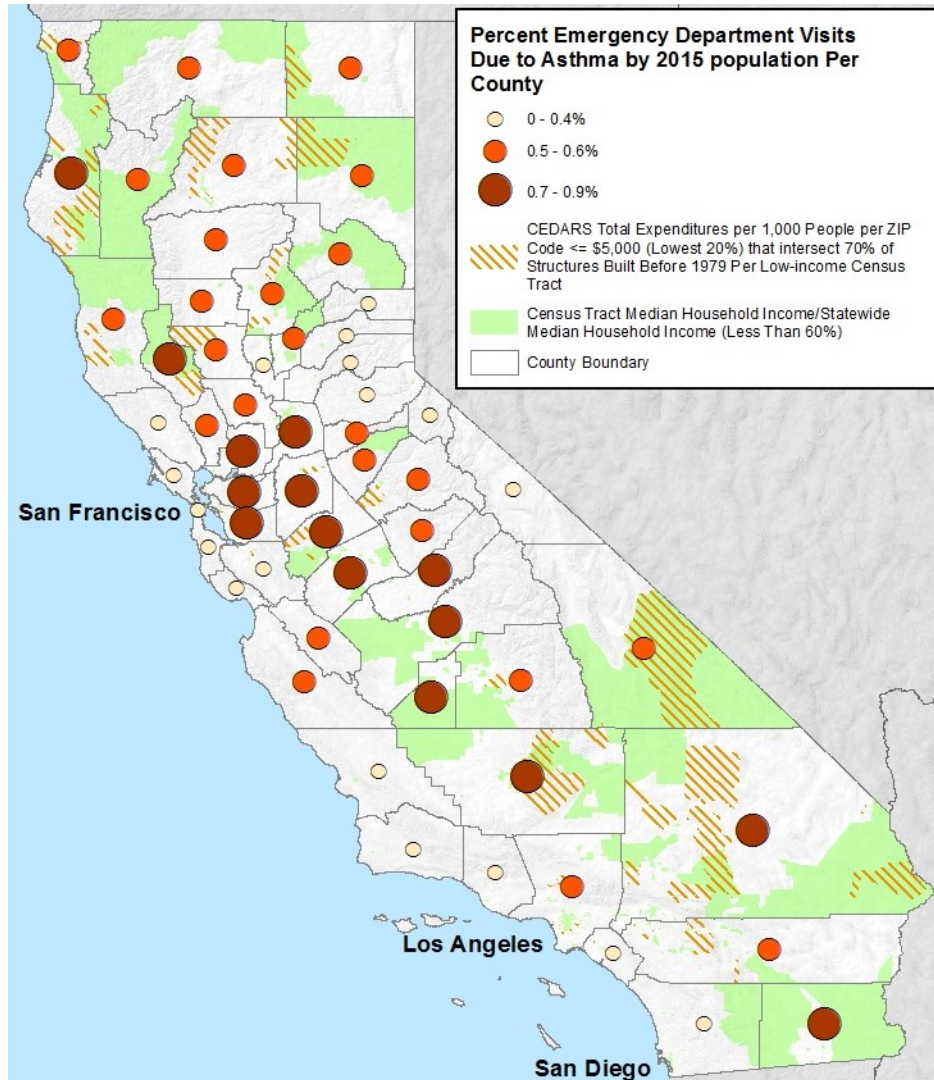 Percent Emergency Department Visits
Due to Asthma by 2015 population Per
County
0 - 0.4%
0.5 - 0.6%
0.7 - 0.9%
CEDARS Total Expenditures per 1,000 People per ZIP
Code <= $5,000 (Lowest 20%) that intersect 70% of
Structures Built Before 1979 Per Low-income Census
Tract
Census Tract Median Household Income/Statewide
Median Household Income (Less Than 60%)
County Boundary
San Francisco
Los Angeles
San Diego